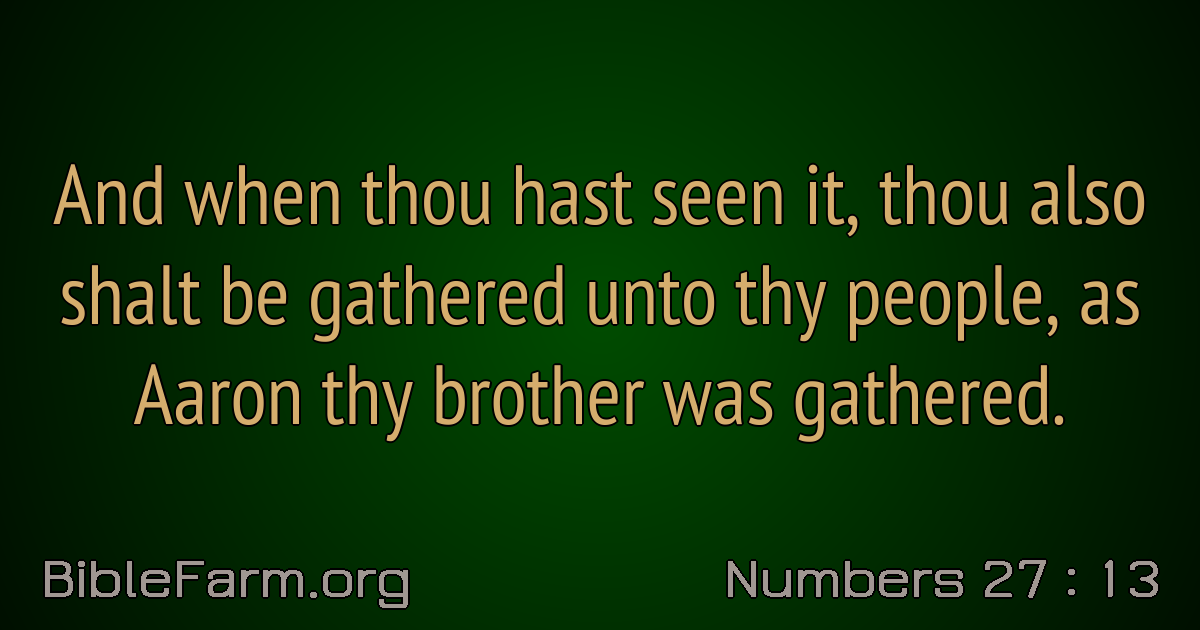 And when thou hast seen it, thou also
shalt be gathered unto thy people, as
Aaron thy brother was gathered.
BibleFarm.org
Numbers 27 : 13